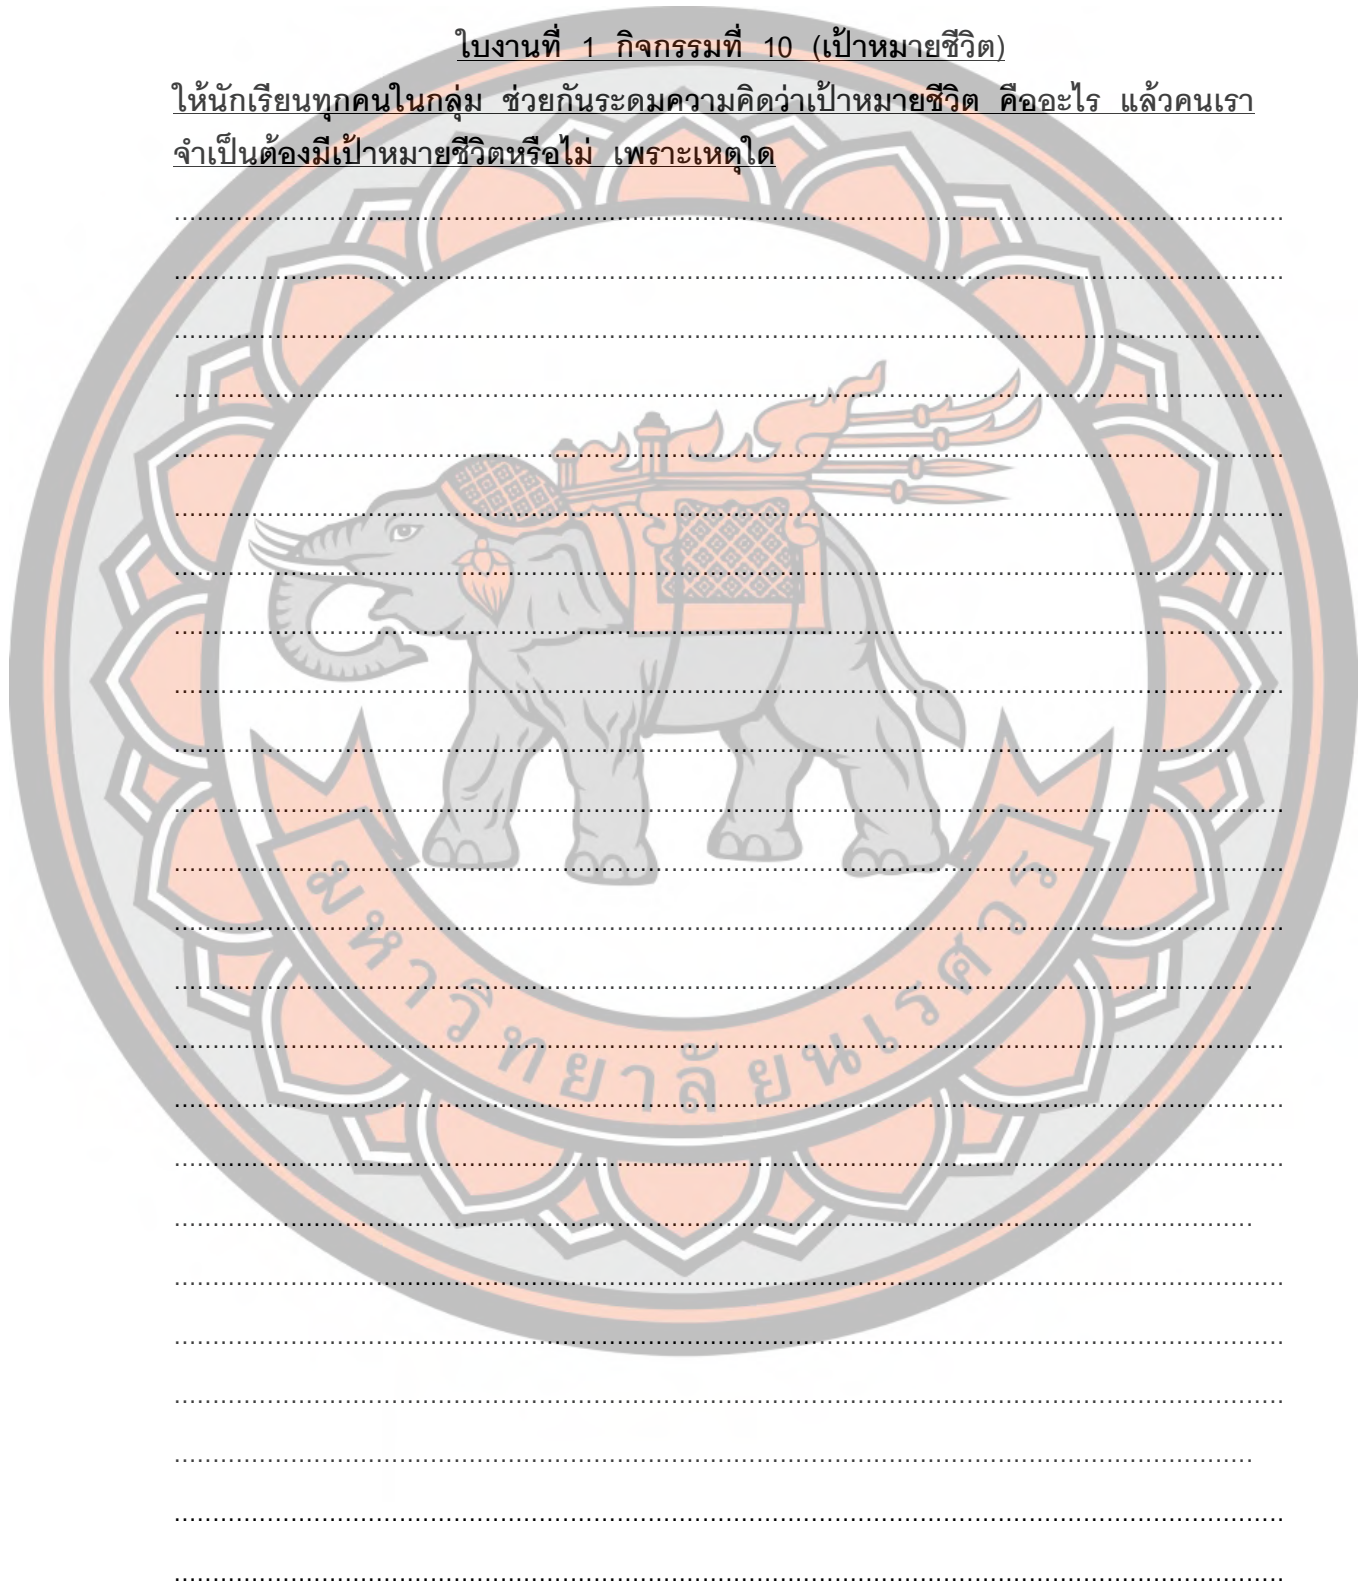 ใบงานที่ 1 กิจกรรมที่ 10 (เป้าหมายชีวิต)
ให้นักเรียนทุกคนในกลุ่ม ช่วยกันระดมความคิดว่าเป้าหมายชีวิต คืออะไร แล้วคนเรา
จำเป็นต้องมีเป้าหมายชีวิตหรือไม่ เพราะเหตุใด
มหาวิทยาลัยนเรศวร